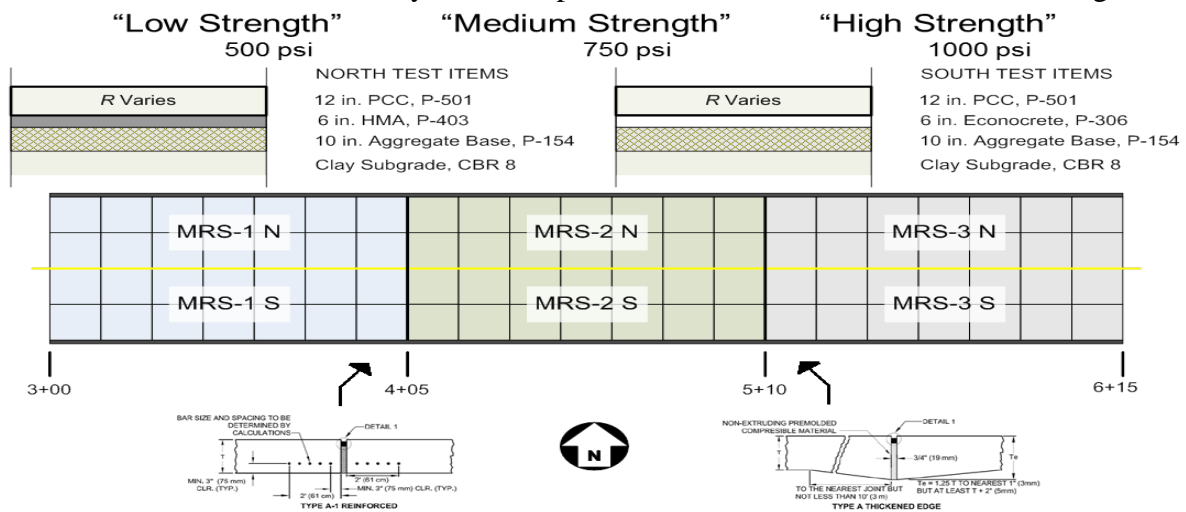 “Low Strength” “Medium Strength” “High Strength”
500 psi 750 psi 1000 psi
NORTH TEST ITEMS
R Varies
12 in. PCC, P-501
6 in. HMA, P-403
10 in. Aggregate Base, P-154
Clay Subgrade, CBR 8
SOUTH TEST ITEMS
R Varies
12 in. PCC, P-501
6 in. Econocrete, P-306
10 in. Aggregate Base, P-154
Clay Subgrade, CBR 8
MRS-1 N MRS-2 N MRS-3 N
MRS-1 S MRS-2 S MRS-3 S
3+00 4+05 5+10 6+15
BAR SIZE AND SPACING TO BE
DETERMINED BY
CALCULATIONS
DETAIL 1
T
MIN. 3" (75 mm)
CLR. (TYP.)
2' (61 cm)
2' (61 cm)
MIN. 3" (75 mm) CLR. (TYP.)
TYPE A-1 REINFORCED
N
NON-EXTRUDING PREMOLDED
COMPRESIBLE MATERIAL
DETAIL 1
T
3/4" (19 mm)
Te
TO THE NEAREST JOINT BUT
NOT LESS THAN 10' (3 m)
Te = 1.25 T TO NEAREST 1" (3mm)
BUT AT LEAST T + 2" (5mm)
TYPE A THICKENED EDGE